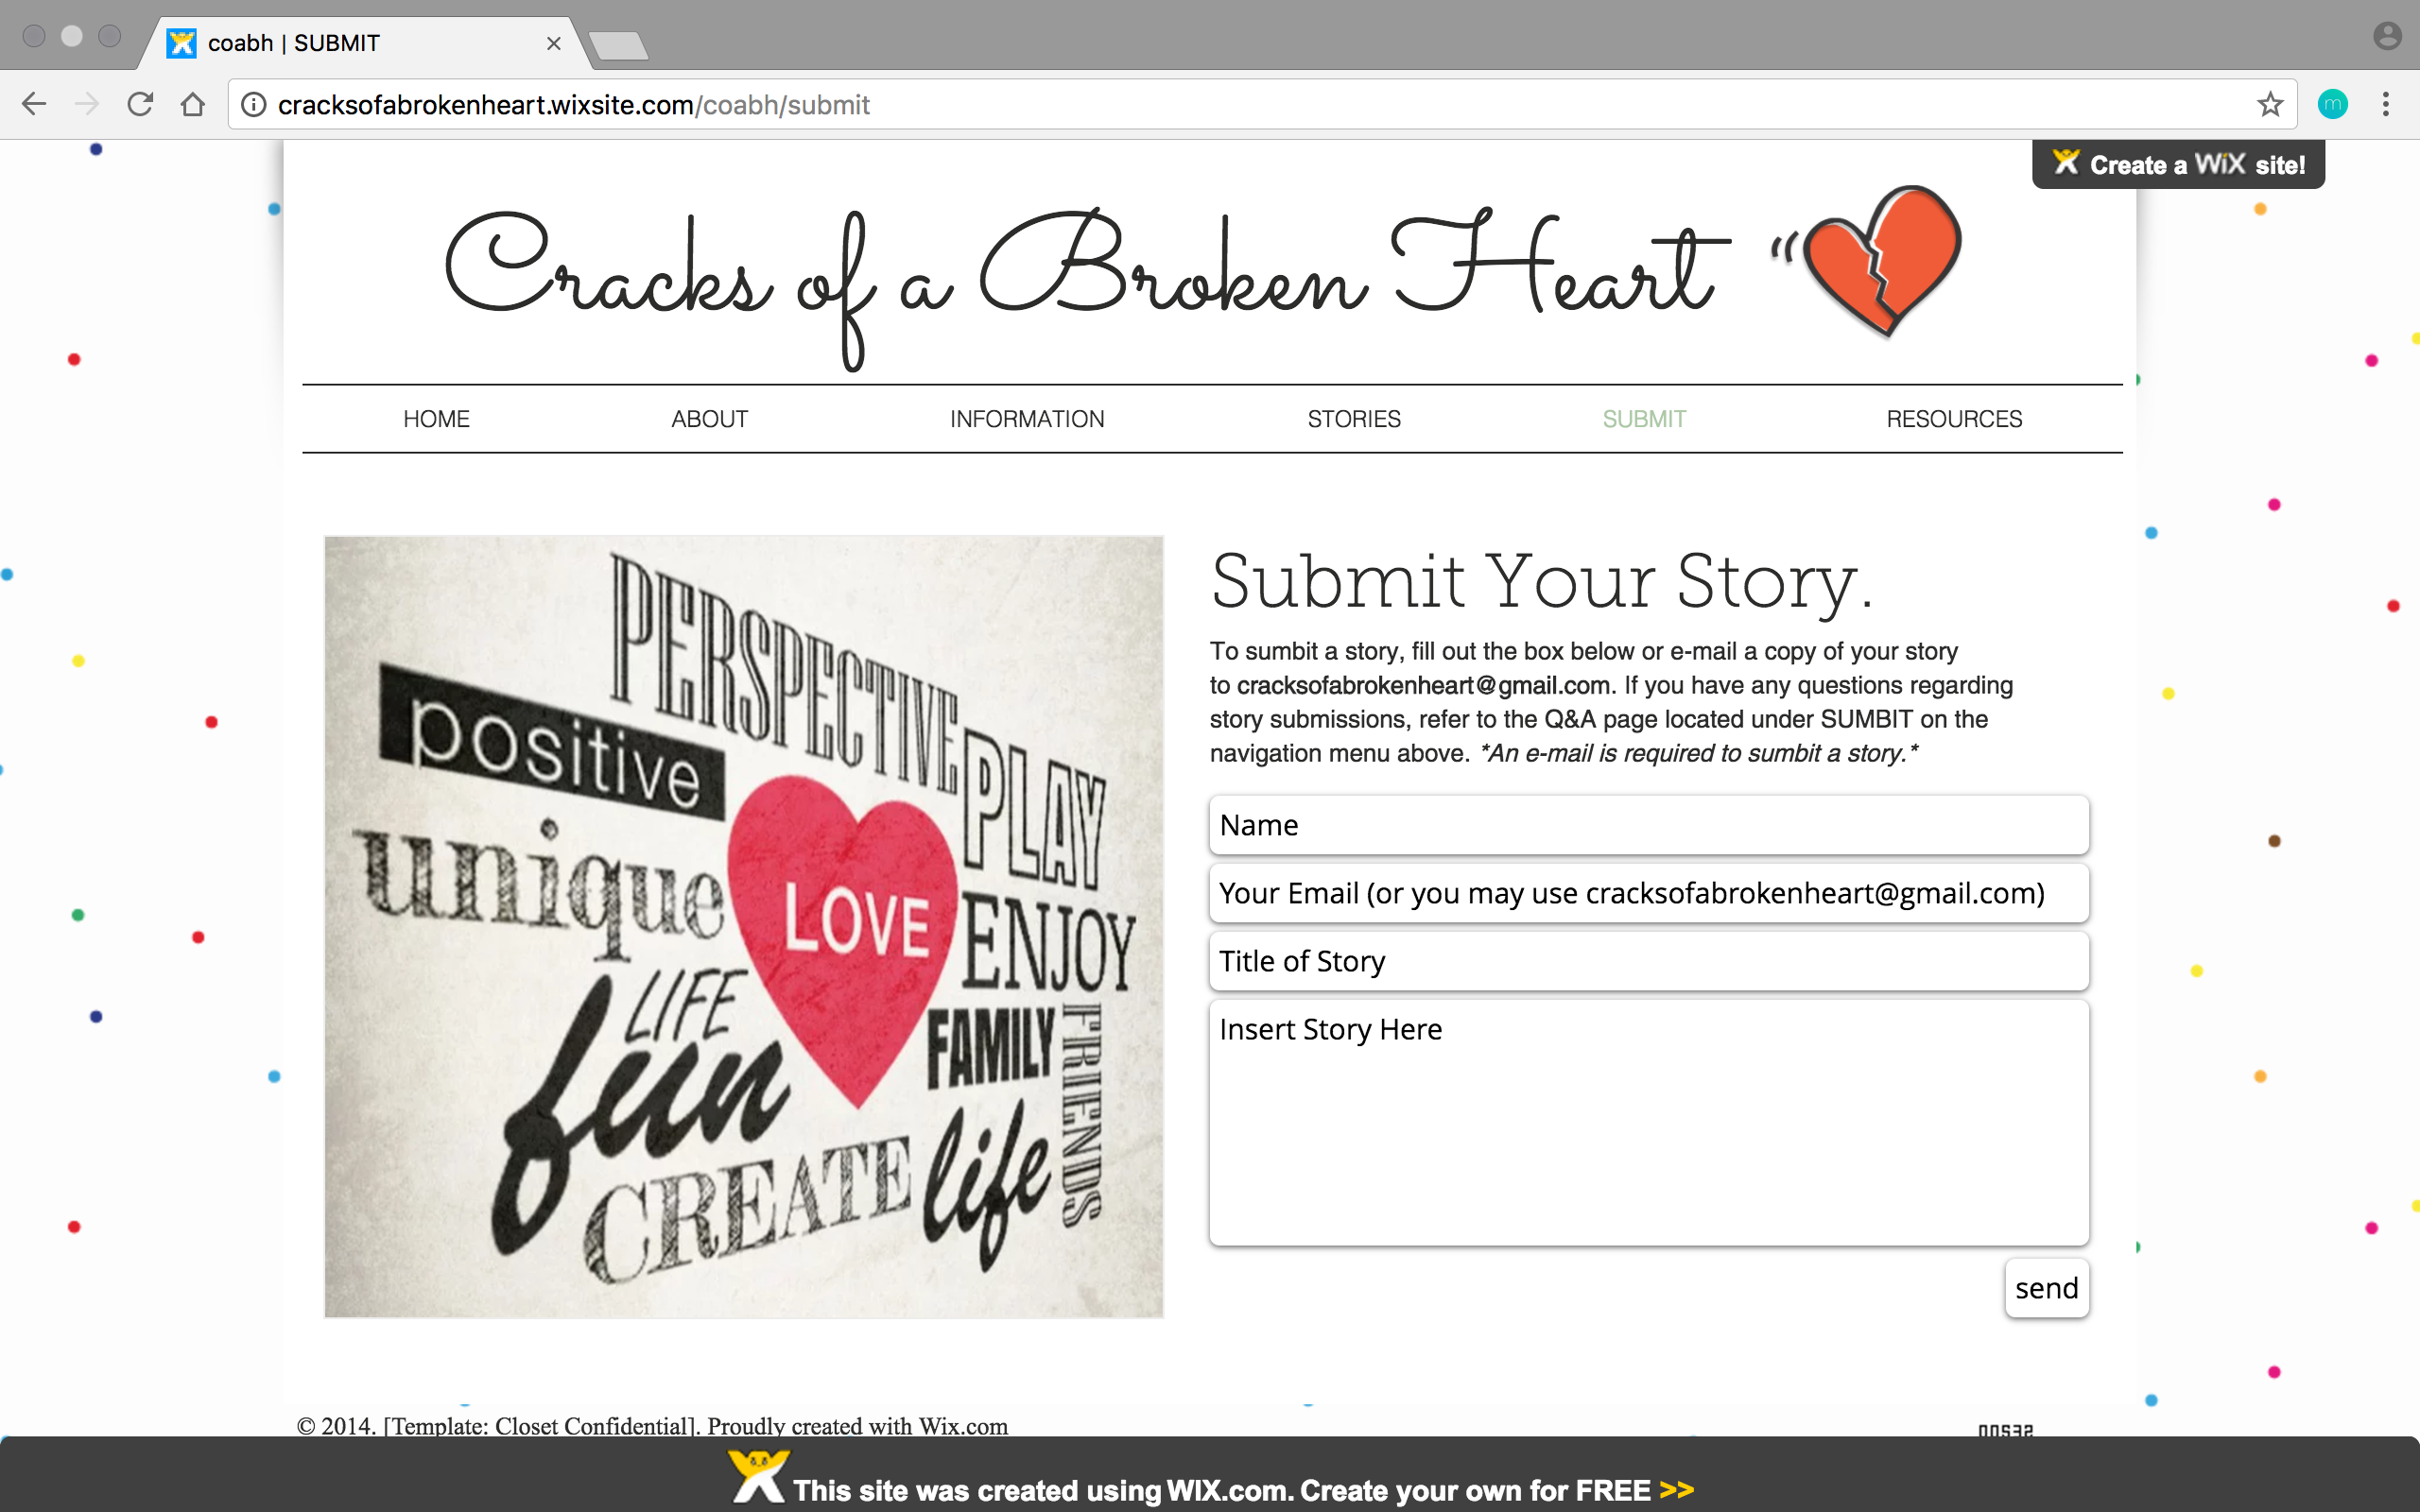 coabh | SUBMIT
cracksofabrokenheart.wixsite.com/coabh/submit
m
Create a WiX site!
Cracks of a Broken Heart
HOME ABOUT INFORMATION STORIES SUBMIT RESOURCES
PERSPECTIVE
positive
PLAY
unique
LOVE
ENJOY
LIFE
FAMILY
FRIENDS
fun
CREATE
life
Submit Your Story.
To sumbit a story, fill out the box below or e-mail a copy of your story
to cracksofabrokenheart@gmail.com. If you have any questions regarding
story submissions, refer to the Q&A page located under SUMBIT on the
navigation menu above. *An e-mail is required to sumbit a story.*
Name
Your Email (or you may use cracksofabrokenheart@gmail.com)
Title of Story
Insert Story Here
send
© 2014. [Template: Closet Confidential]. Proudly created with Wix.com
This site was created using WIX.com. Create your own for FREE >>